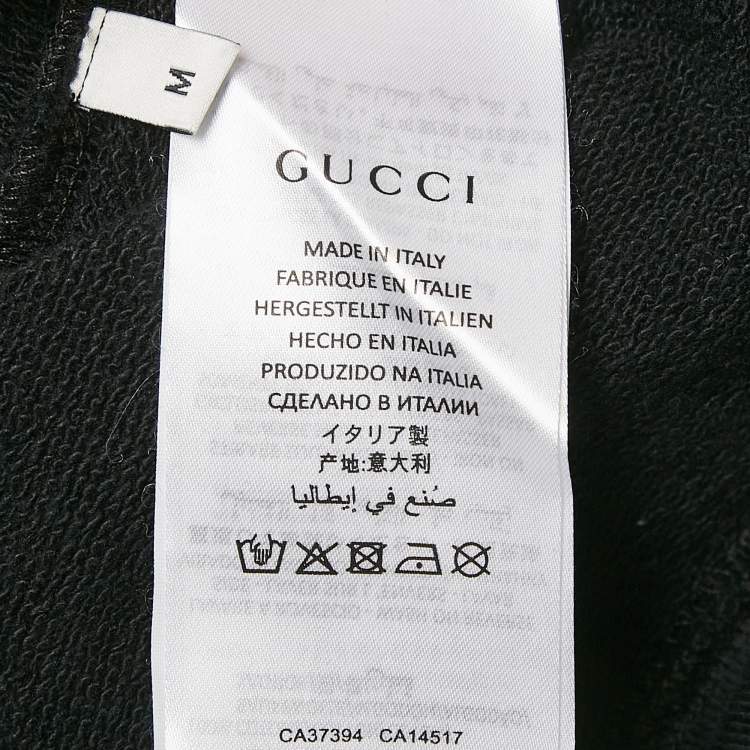 M
GUCCI
MADE IN ITALY
FABRIQUE EN ITALIE
HERGESTELLT IN ITALIEN
HECHO EN ITALIA
PRODUZIDO NA ITALIA
СДЕЛАНО В ИТАЛИИ
イタリア製
产地:意大利
صُنع في إيطاليا
CA37394 CA14517